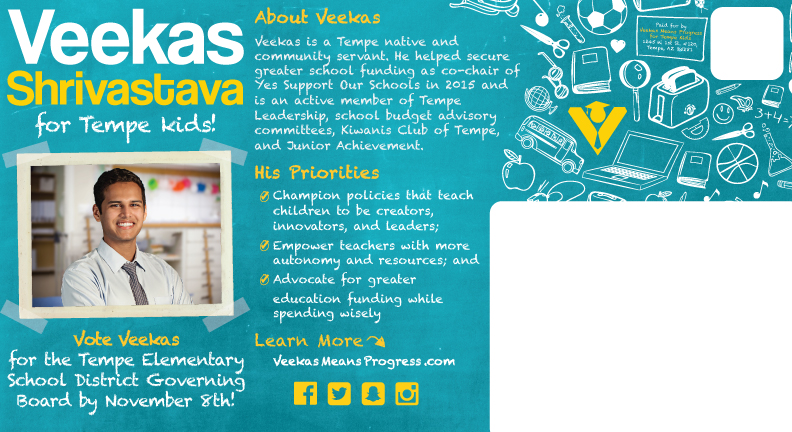 Veekas
Shrivastava
for Tempe kids!
Vote Veekas
for the Tempe Elementary
School District Governing
Board by November 8th!
About Veekas
Veekas is a Tempe native and
community servant. He helped secure
greater school funding as co-chair of
Yes Support Our Schools in 2015 and
is an active member of Tempe
Leadership, school budget advisory
committees, Kiwanis Club of Tempe,
and Junior Achievement.
His Priorities
Champion policies that teach
children to be creators,
innovators, and leaders;
Empower teachers with more
autonomy and resources; and
Advocate for greater
education funding while
spending wisely
Learn More
VeekasMeansProgress.com
Paid for by
Veekas Means Progress
for Tempe Kids
Tempe, AZ 85281
3+4=7